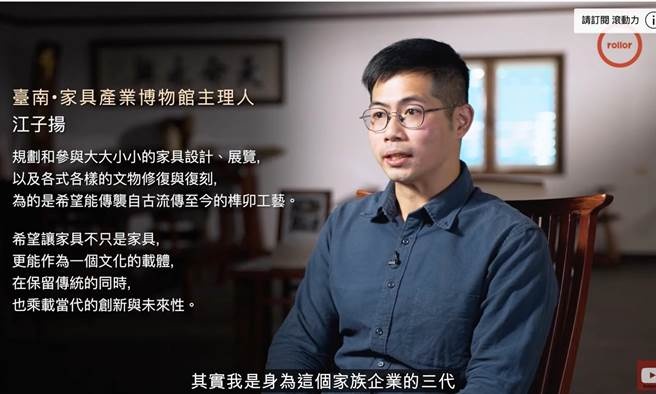 請訂閱 滾動力
rollor
臺南•家具產業博物館主理人
江子揚
規劃和參與大大小小的家具設計、展覽,
以及各式各樣的文物修復與復刻,
為的是希望能傳襲自古流傳至今的榫卯工藝。
希望讓家具不只是家具,
更能作為一個文化的載體,
在保留傳統的同時,
也乘載當代的創新與未來性。
其實我是身為這個家族企業的三代